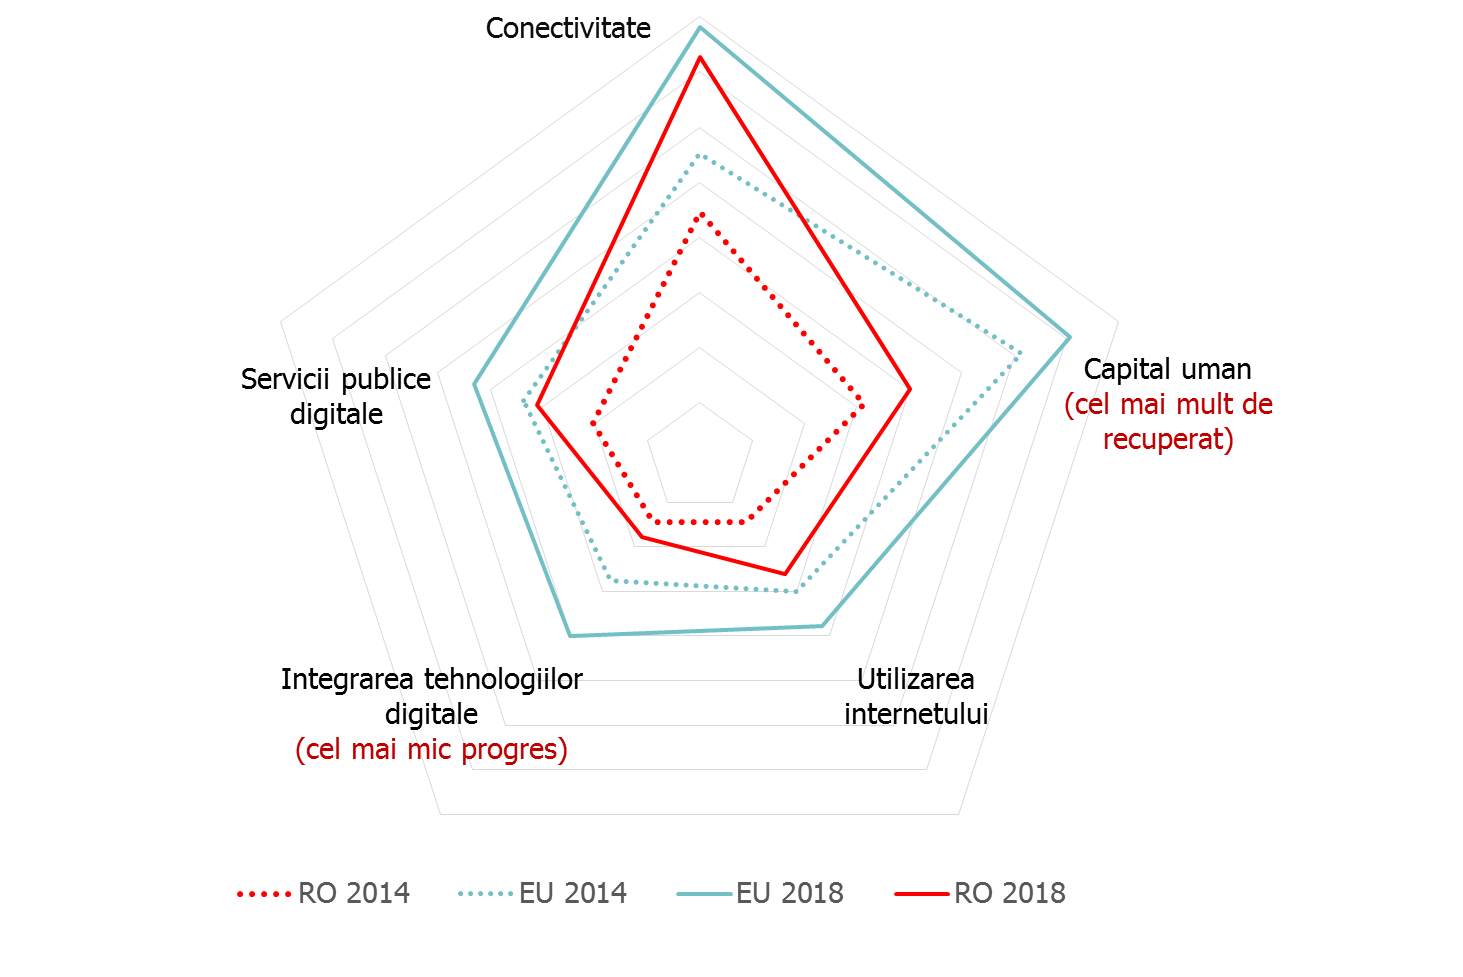 Conectivitate
Capital uman
(cel mai mult de
recuperat)
Servicii publice
digitale
Integrarea tehnologiilor
digitale
(cel mai mic progres)
Utilizarea
internetului
RO 2014
EU 2014
EU 2018
RO 2018